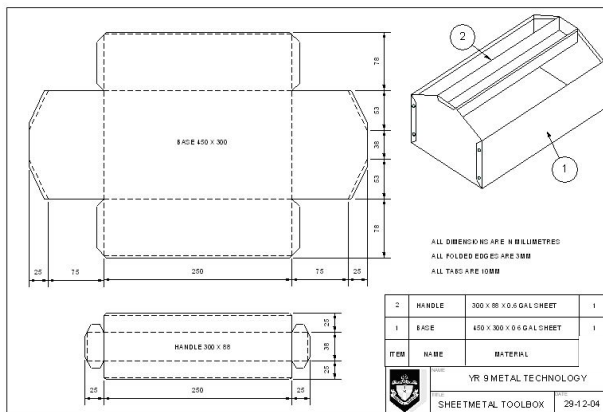 2
78
53
38
53
78
BASE 450 X 300
1
25
75
250
75
25
ALL DIMENSIONS ARE IN MILLIMETRES
ALL FOLDED EDGES ARE 3MM
ALL TABS ARE 10MM
25
38
25
HANDLE 300 X 88
25
250
25
2 HANDLE 300 X 88 X 0.6 GAL SHEET 1
1 BASE 450 X 300 X 0.6 GAL SHEET 1
ITEM NAME MATERIAL
NAME:
YR 9 METAL TECHNOLOGY
TITLE: DATE
SHEETMETAL TOOLBOX 29-12-04